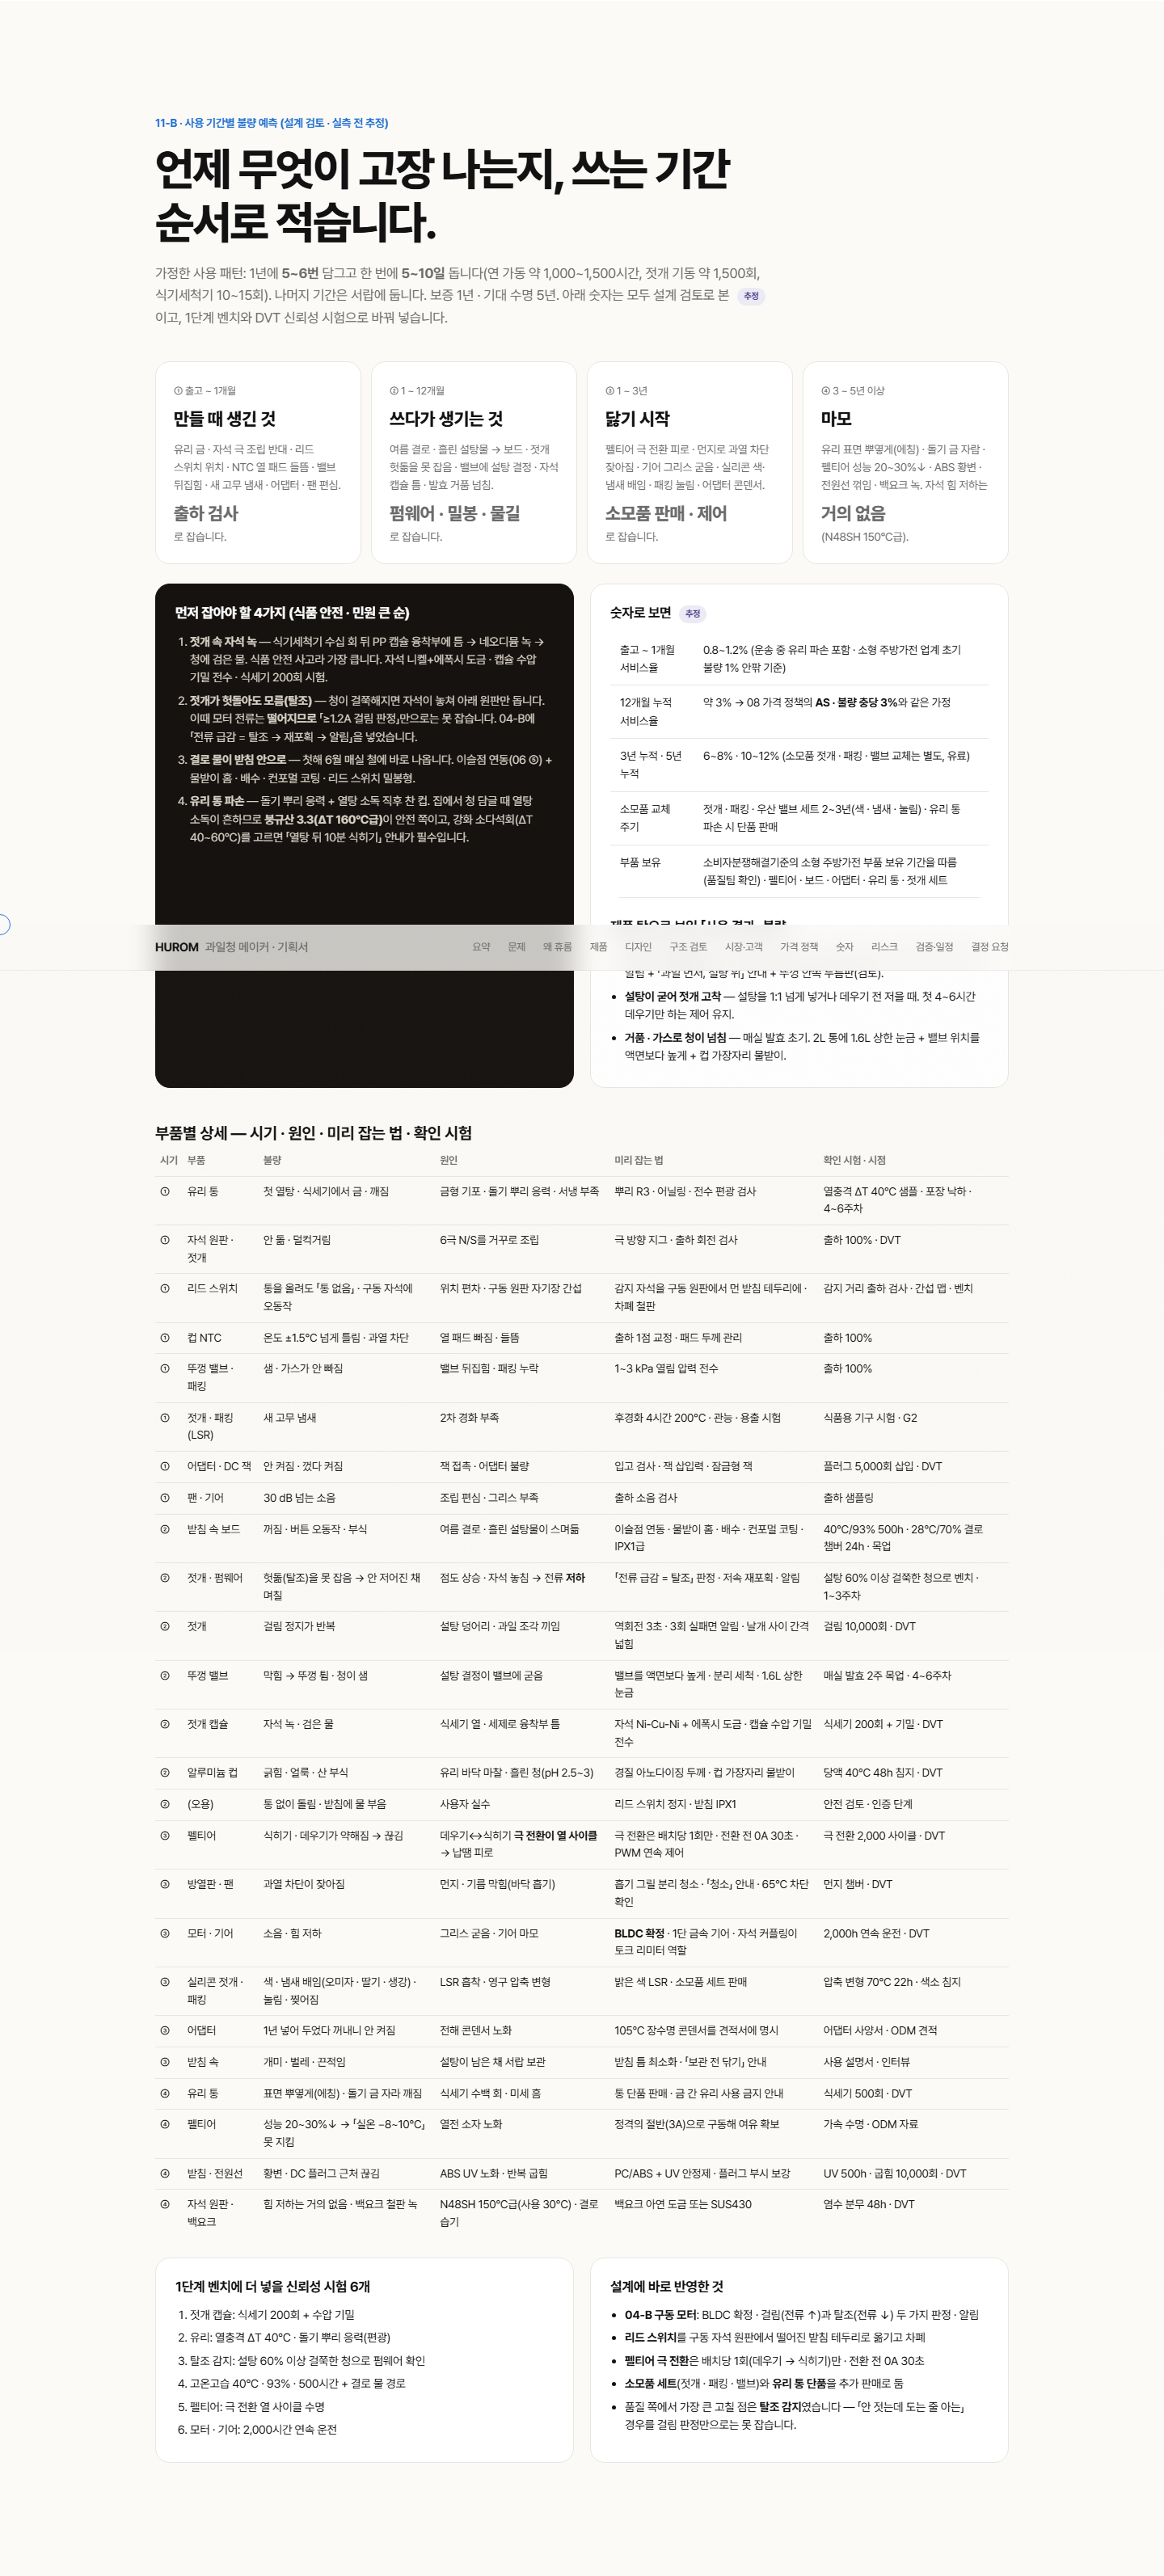 11-B · 사용 기간별 불량 예측 (설계 검토 · 실측 전 추정)
언제 무엇이 고장 나는지, 쓰는 기간
순서로 적습니다.
가정한 사용 패턴: 1년에 5~6번 담그고 한 번에 5~10일 돕니다(연 가동 약 1,000~1,500시간, 젓개 기동 약 1,500회,
식기세척기 10~15회). 나머지 기간은 서랍에 둡니다. 보증 1년 · 기대 수명 5년. 아래 숫자는 모두 설계 검토로 본 추정
이고, 1단계 벤치와 DVT 신뢰성 시험으로 바꿔 넣습니다.
① 출고 ~ 1개월
만들 때 생긴 것
유리 금 · 자석 극 조립 반대 · 리드
스위치 위치 · NTC 열 패드 들뜸 · 밸브
뒤집힘 · 새 고무 냄새 · 어댑터 · 팬 편심.
출하 검사
로 잡습니다.
② 1 ~ 12개월
쓰다가 생기는 것
여름 결로 · 흘린 설탕물 → 보드 · 젓개
헛돎을 못 잡음 · 밸브에 설탕 결정 · 자석
캡슐 틈 · 발효 거품 넘침.
펌웨어 · 밀봉 · 물길
로 잡습니다.
③ 1 ~ 3년
닳기 시작
펠티어 극 전환 피로 · 먼지로 과열 차단
잦아짐 · 기어 그리스 굳음 · 실리콘 색·
냄새 배임 · 패킹 눌림 · 어댑터 콘덴서.
소모품 판매 · 제어
로 잡습니다.
④ 3 ~ 5년 이상
마모
유리 표면 뿌옇게(에칭) · 돌기 금 자람 ·
펠티어 성능 20~30%↓ · ABS 황변 ·
전원선 꺾임 · 백요크 녹. 자석 힘 저하는
거의 없음
(N48SH 150°C급).
먼저 잡아야 할 4가지 (식품 안전 · 민원 큰 순)
1. 젓개 속 자석 녹 — 식기세척기 수십 회 뒤 PP 캡슐 융착부에 틈 → 네오디뮴 녹 →
청에 검은 물. 식품 안전 사고라 가장 큽니다. 자석 니켈+에폭시 도금 · 캡슐 수압
기밀 전수 · 식세기 200회 시험.
2. 젓개가 헛돌아도 모름(탈조) — 청이 걸쭉해지면 자석이 놓쳐 아래 원판만 돕니다.
이때 모터 전류는 떨어지므로 「≥1.2A 걸림 판정」만으로는 못 잡습니다. 04-B에
「전류 급감 = 탈조 → 재포획 → 알림」을 넣었습니다.
3. 결로 물이 받침 안으로 — 첫해 6월 매실 철에 바로 나옵니다. 이슬점 연동(06 ⑤) +
물받이 홈 · 배수 · 컨포멀 코팅 · 리드 스위치 밀봉형.
4. 유리 통 파손 — 돌기 뿌리 응력 + 열탕 소독 직후 찬 컵. 집에서 청 담글 때 열탕
소독이 흔하므로 붕규산 3.3(ΔT 160°C급)이 안전 쪽이고, 강화 소다석회(ΔT
40~60°C)를 고르면 「열탕 뒤 10분 식히기」 안내가 필수입니다.
숫자로 보면 추정
출고 ~ 1개월 서비스율 0.8~1.2% (운송 중 유리 파손 포함 · 소형 주방가전 업계 초기 불량 1% 안팎 기준)
12개월 누적 서비스율 약 3% → 08 가격 정책의 AS · 불량 충당 3%와 같은 가정
3년 누적 · 5년 누적 6~8% · 10~12% (소모품 젓개 · 패킹 · 밸브 교체는 별도, 유료)
소모품 교체 주기 젓개 · 패킹 · 우산 밸브 세트 2~3년(색 · 냄새 · 눌림) · 유리 통 파손 시 단품 판매
부품 보유 소비자분쟁해결기준의 소형 주방가전 부품 보유 기간을 따름 (품질팀 확인) · 펠티어 · 보드 · 어댑터 · 유리 통 · 젓개 세트
HUROM 과일청 메이커 · 기획서 요약 문제 왜 휴롬 제품 디자인 구조 검토 시장·고객 가격 정책 숫자 리스크 검증·일정 결정 요청
알림 + 「과일 먼저, 설탕 위」 안내 + 뚜껑 안쪽 누름판(검토).
• 설탕이 굳어 젓개 고착 — 설탕을 1:1 넘게 넣거나 데우기 전 저을 때. 첫 4~6시간
데우기만 하는 제어 유지.
• 거품 · 가스로 청이 넘침 — 매실 발효 초기. 2L 통에 1.6L 상한 눈금 + 밸브 위치를
액면보다 높게 + 컵 가장자리 물받이.
부품별 상세 — 시기 · 원인 · 미리 잡는 법 · 확인 시험
시기 부품 불량 원인 미리 잡는 법 확인 시험 · 시점
① 유리 통 첫 열탕 · 식세기에서 금 · 깨짐 금형 기포 · 돌기 뿌리 응력 · 서냉 부족 뿌리 R3 · 어닐링 · 전수 편광 검사 열충격 ΔT 40°C 샘플 · 포장 낙하 · 4~6주차
① 자석 원판 · 젓개 안 돎 · 덜컥거림 6극 N/S를 거꾸로 조립 극 방향 지그 · 출하 회전 검사 출하 100% · DVT
① 리드 스위치 통을 올려도 「통 없음」 · 구동 자석에 오동작 위치 편차 · 구동 원판 자기장 간섭 감지 자석을 구동 원판에서 먼 받침 테두리에 · 차폐 철판 감지 거리 출하 검사 · 간섭 맵 · 벤치
① 컵 NTC 온도 ±1.5°C 넘게 틀림 · 과열 차단 열 패드 빠짐 · 들뜸 출하 1점 교정 · 패드 두께 관리 출하 100%
① 뚜껑 밸브 · 패킹 샘 · 가스가 안 빠짐 밸브 뒤집힘 · 패킹 누락 1~3 kPa 열림 압력 전수 출하 100%
① 젓개 · 패킹 (LSR) 새 고무 냄새 2차 경화 부족 후경화 4시간 200°C · 관능 · 용출 시험 식품용 기구 시험 · G2
① 어댑터 · DC 잭 안 켜짐 · 껐다 켜짐 잭 접촉 · 어댑터 불량 입고 검사 · 잭 삽입력 · 잠금형 잭 플러그 5,000회 삽입 · DVT
① 팬 · 기어 30 dB 넘는 소음 조립 편심 · 그리스 부족 출하 소음 검사 출하 샘플링
② 받침 속 보드 꺼짐 · 버튼 오동작 · 부식 여름 결로 · 흘린 설탕물이 스며듦 이슬점 연동 · 물받이 홈 · 배수 · 컨포멀 코팅 · IPX1급 40°C/93% 500h · 28°C/70% 결로 챔버 24h · 목업
② 젓개 · 펌웨어 헛돎(탈조)을 못 잡음 → 안 저어진 채 며칠 점도 상승 · 자석 놓침 → 전류 저하 「전류 급감 = 탈조」 판정 · 저속 재포획 · 알림 설탕 60% 이상 걸쭉한 청으로 벤치 · 1~3주차
② 젓개 걸림 정지가 반복 설탕 덩어리 · 과일 조각 끼임 역회전 3초 · 3회 실패면 알림 · 날개 사이 간격 넓힘 걸림 10,000회 · DVT
② 뚜껑 밸브 막힘 → 뚜껑 튐 · 청이 샘 설탕 결정이 밸브에 굳음 밸브를 액면보다 높게 · 분리 세척 · 1.6L 상한 눈금 매실 발효 2주 목업 · 4~6주차
② 젓개 캡슐 자석 녹 · 검은 물 식세기 열 · 세제로 융착부 틈 자석 Ni-Cu-Ni + 에폭시 도금 · 캡슐 수압 기밀 전수 식세기 200회 + 기밀 · DVT
② 알루미늄 컵 긁힘 · 얼룩 · 산 부식 유리 바닥 마찰 · 흘린 청(pH 2.5~3) 경질 아노다이징 두께 · 컵 가장자리 물받이 당액 40°C 48h 침지 · DVT
② (오용) 통 없이 돌림 · 받침에 물 부음 사용자 실수 리드 스위치 정지 · 받침 IPX1 안전 검토 · 인증 단계
③ 펠티어 식히기 · 데우기가 약해짐 → 끊김 데우기↔식히기 극 전환이 열 사이클 → 납땜 피로 극 전환은 배치당 1회만 · 전환 전 0A 30초 · PWM 연속 제어 극 전환 2,000 사이클 · DVT
③ 방열판 · 팬 과열 차단이 잦아짐 먼지 · 기름 막힘(바닥 흡기) 흡기 그릴 분리 청소 · 「청소」 안내 · 65°C 차단 확인 먼지 챔버 · DVT
③ 모터 · 기어 소음 · 힘 저하 그리스 굳음 · 기어 마모 BLDC 확정 · 1단 금속 기어 · 자석 커플링이 토크 리미터 역할 2,000h 연속 운전 · DVT
③ 실리콘 젓개 · 패킹 색 · 냄새 배임(오미자 · 딸기 · 생강) · 눌림 · 찢어짐 LSR 흡착 · 영구 압축 변형 밝은 색 LSR · 소모품 세트 판매 압축 변형 70°C 22h · 색소 침지
③ 어댑터 1년 넣어 두었다 꺼내니 안 켜짐 전해 콘덴서 노화 105°C 장수명 콘덴서를 견적서에 명시 어댑터 사양서 · ODM 견적
③ 받침 속 개미 · 벌레 · 끈적임 설탕이 남은 채 서랍 보관 받침 틈 최소화 · 「보관 전 닦기」 안내 사용 설명서 · 인터뷰
④ 유리 통 표면 뿌옇게(에칭) · 돌기 금 자라 깨짐 식세기 수백 회 · 미세 흠 통 단품 판매 · 금 간 유리 사용 금지 안내 식세기 500회 · DVT
④ 펠티어 성능 20~30%↓ → 「실온 −8~10°C」 못 지킴 열전 소자 노화 정격의 절반(3A)으로 구동해 여유 확보 가속 수명 · ODM 자료
④ 받침 · 전원선 황변 · DC 플러그 근처 끊김 ABS UV 노화 · 반복 굽힘 PC/ABS + UV 안정제 · 플러그 부시 보강 UV 500h · 굽힘 10,000회 · DVT
④ 자석 원판 · 백요크 힘 저하는 거의 없음 · 백요크 철판 녹 N48SH 150°C급(사용 30°C) · 결로 습기 백요크 아연 도금 또는 SUS430 염수 분무 48h · DVT
1단계 벤치에 더 넣을 신뢰성 시험 6개
1. 젓개 캡슐: 식세기 200회 + 수압 기밀
2. 유리: 열충격 ΔT 40°C · 돌기 뿌리 응력(편광)
3. 탈조 감지: 설탕 60% 이상 걸쭉한 청으로 펌웨어 확인
4. 고온고습 40°C · 93% · 500시간 + 결로 물 경로
5. 펠티어: 극 전환 열 사이클 수명
6. 모터 · 기어: 2,000시간 연속 운전
설계에 바로 반영한 것
• 04-B 구동 모터: BLDC 확정 · 걸림(전류 ↑)과 탈조(전류 ↓) 두 가지 판정 · 알림
• 리드 스위치를 구동 자석 원판에서 떨어진 받침 테두리로 옮기고 차폐
• 펠티어 극 전환은 배치당 1회(데우기 → 식히기)만 · 전환 전 0A 30초
• 소모품 세트(젓개 · 패킹 · 밸브)와 유리 통 단품을 추가 판매로 둠
• 품질 쪽에서 가장 큰 고칠 점은 탈조 감지였습니다 — 「안 젓는데 도는 줄 아는」
경우를 걸림 판정만으로는 못 잡습니다.